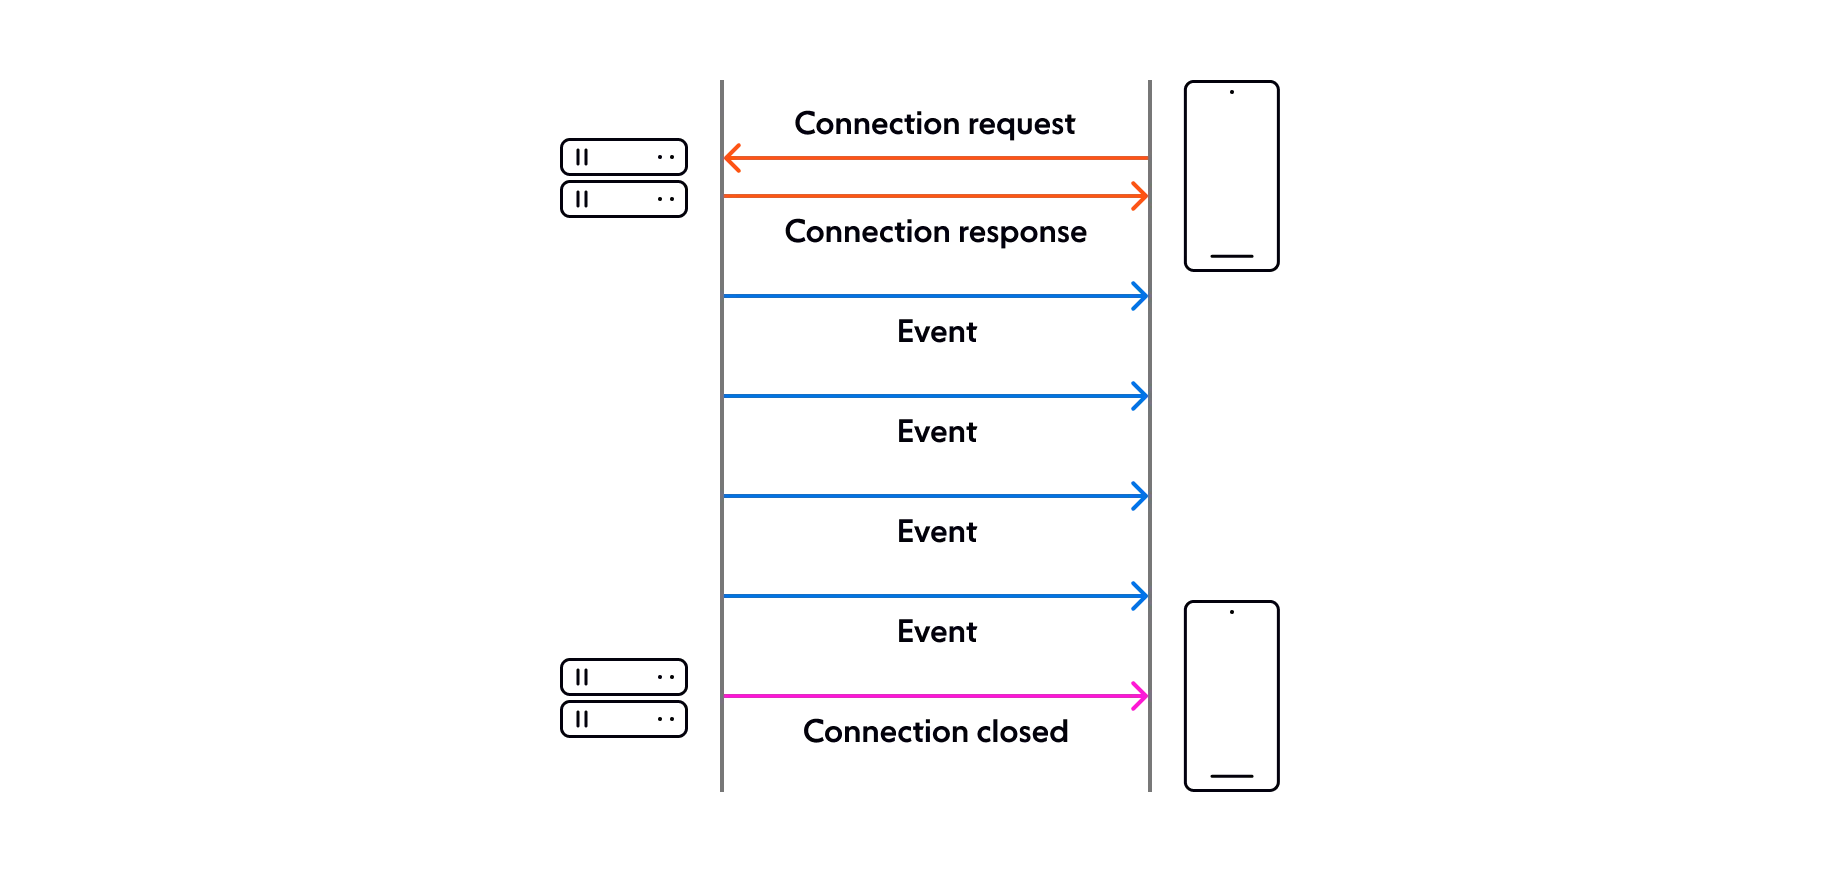 Connection request
Connection response
Event
Event
Event
Event
Connection closed